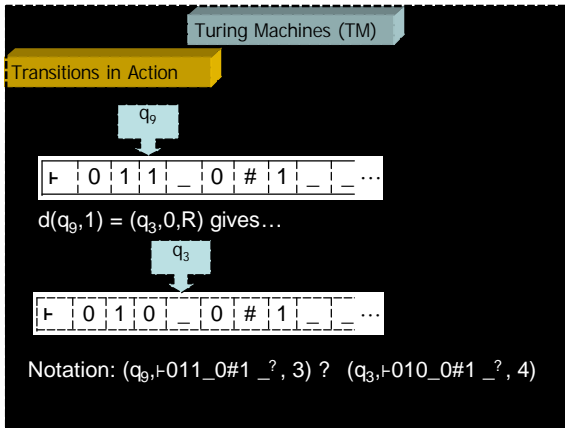 Turing Machines (TM)
Transitions in Action
q₉
⊢ 0 1 1 _ 0 # 1 _ _ ⋯
d(q₉,1) = (q₃,0,R) gives…
q₃
⊢ 0 1 0 _ 0 # 1 _ _ ⋯
Notation: (q₉,⊢011_0#1 _?, 3) ? (q₃,⊢010_0#1 _?, 4)